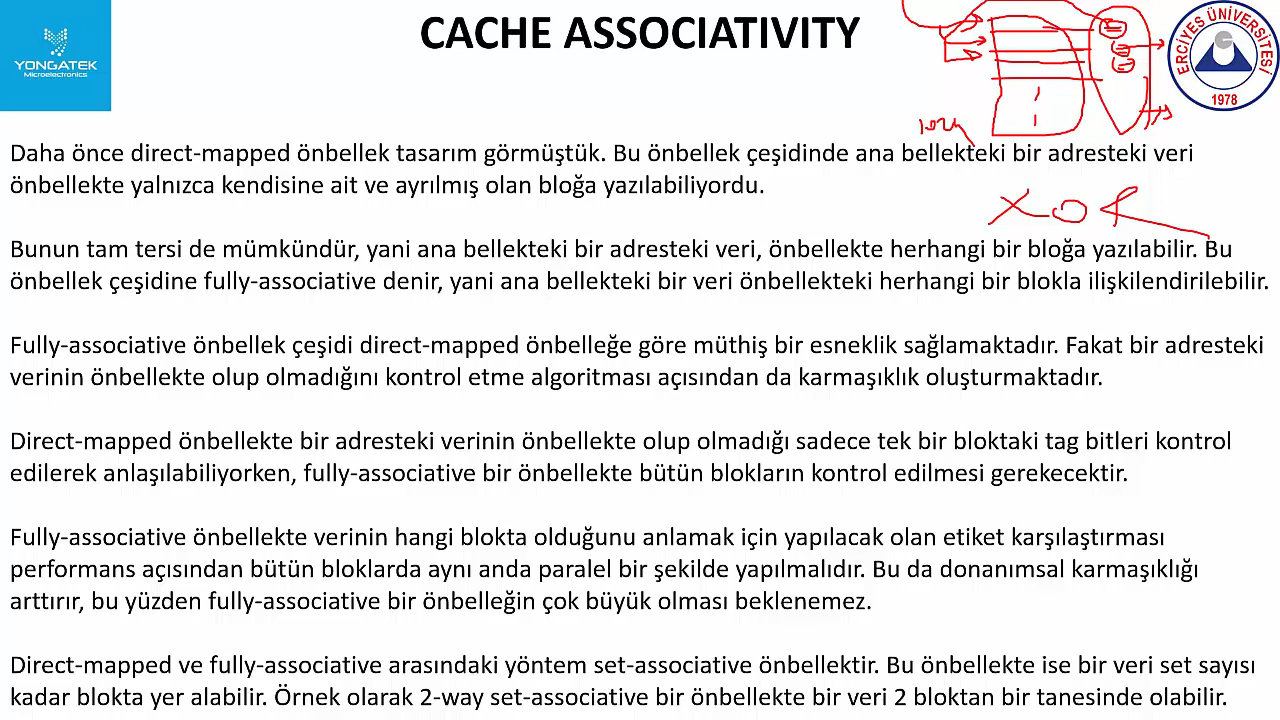 CACHE ASSOCIATIVITY
YONGATEK
Microelectronics
ERCİYES ÜNİVERSİTESİ
1978
1024
Daha önce direct-mapped önbellek tasarım görmüştük. Bu önbellek çeşidinde ana bellekteki bir adresteki veri
önbellekte yalnızca kendisine ait ve ayrılmış olan bloğa yazılabiliyordu.
XOR
Bunun tam tersi de mümkündür, yani ana bellekteki bir adresteki veri, önbellekte herhangi bir bloğa yazılabilir. Bu
önbellek çeşidine fully-associative denir, yani ana bellekteki bir veri önbellekteki herhangi bir blokla ilişkilendirilebilir.
Fully-associative önbellek çeşidi direct-mapped önbelleğe göre müthiş bir esneklik sağlamaktadır. Fakat bir adresteki
verinin önbellekte olup olmadığını kontrol etme algoritması açısından da karmaşıklık oluşturmaktadır.
Direct-mapped önbellekte bir adresteki verinin önbellekte olup olmadığı sadece tek bir bloktaki tag bitleri kontrol
edilerek anlaşılabiliyorken, fully-associative bir önbellekte bütün blokların kontrol edilmesi gerekecektir.
Fully-associative önbellekte verinin hangi blokta olduğunu anlamak için yapılacak olan etiket karşılaştırması
performans açısından bütün bloklarda aynı anda paralel bir şekilde yapılmalıdır. Bu da donanımsal karmaşıklığı
arttırır, bu yüzden fully-associative bir önbelleğin çok büyük olması beklenemez.
Direct-mapped ve fully-associative arasındaki yöntem set-associative önbellektir. Bu önbellekte ise bir veri set sayısı
kadar blokta yer alabilir. Örnek olarak 2-way set-associative bir önbellekte bir veri 2 bloktan bir tanesinde olabilir.